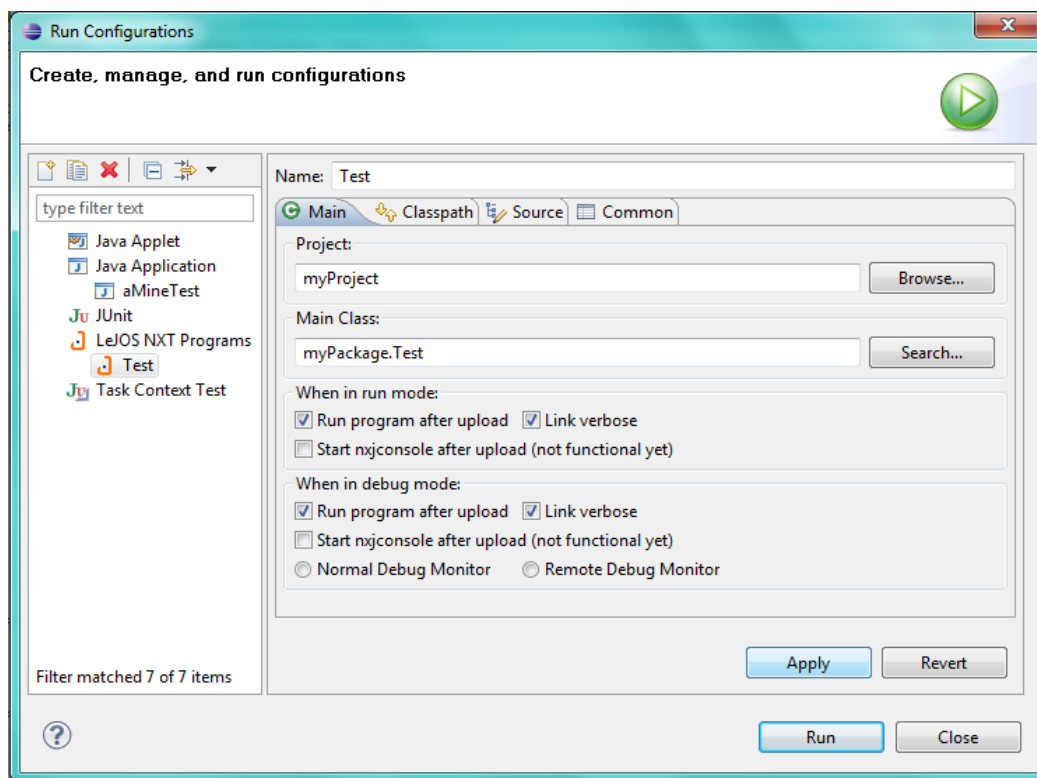 Run Configurations
Create, manage, and run configurations
type filter text
Java Applet
Java Application
aMineTest
JUnit
LeJOS NXT Programs
Test
Task Context Test
Filter matched 7 of 7 items
Name: Test
Main Classpath Source Common
Project:
myProject Browse...
Main Class:
myPackage.Test Search...
When in run mode:
Run program after upload Link verbose
Start nxjconsole after upload (not functional yet)
When in debug mode:
Run program after upload Link verbose
Start nxjconsole after upload (not functional yet)
Normal Debug Monitor Remote Debug Monitor
Apply Revert
Run Close